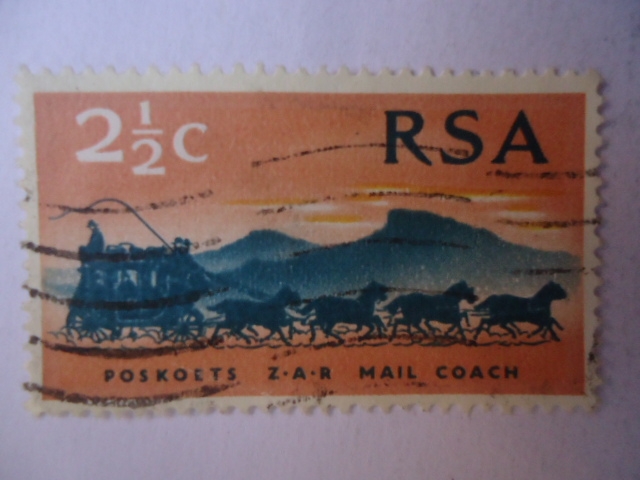 2½C RSA
POSKOETS Z·A·R MAIL COACH